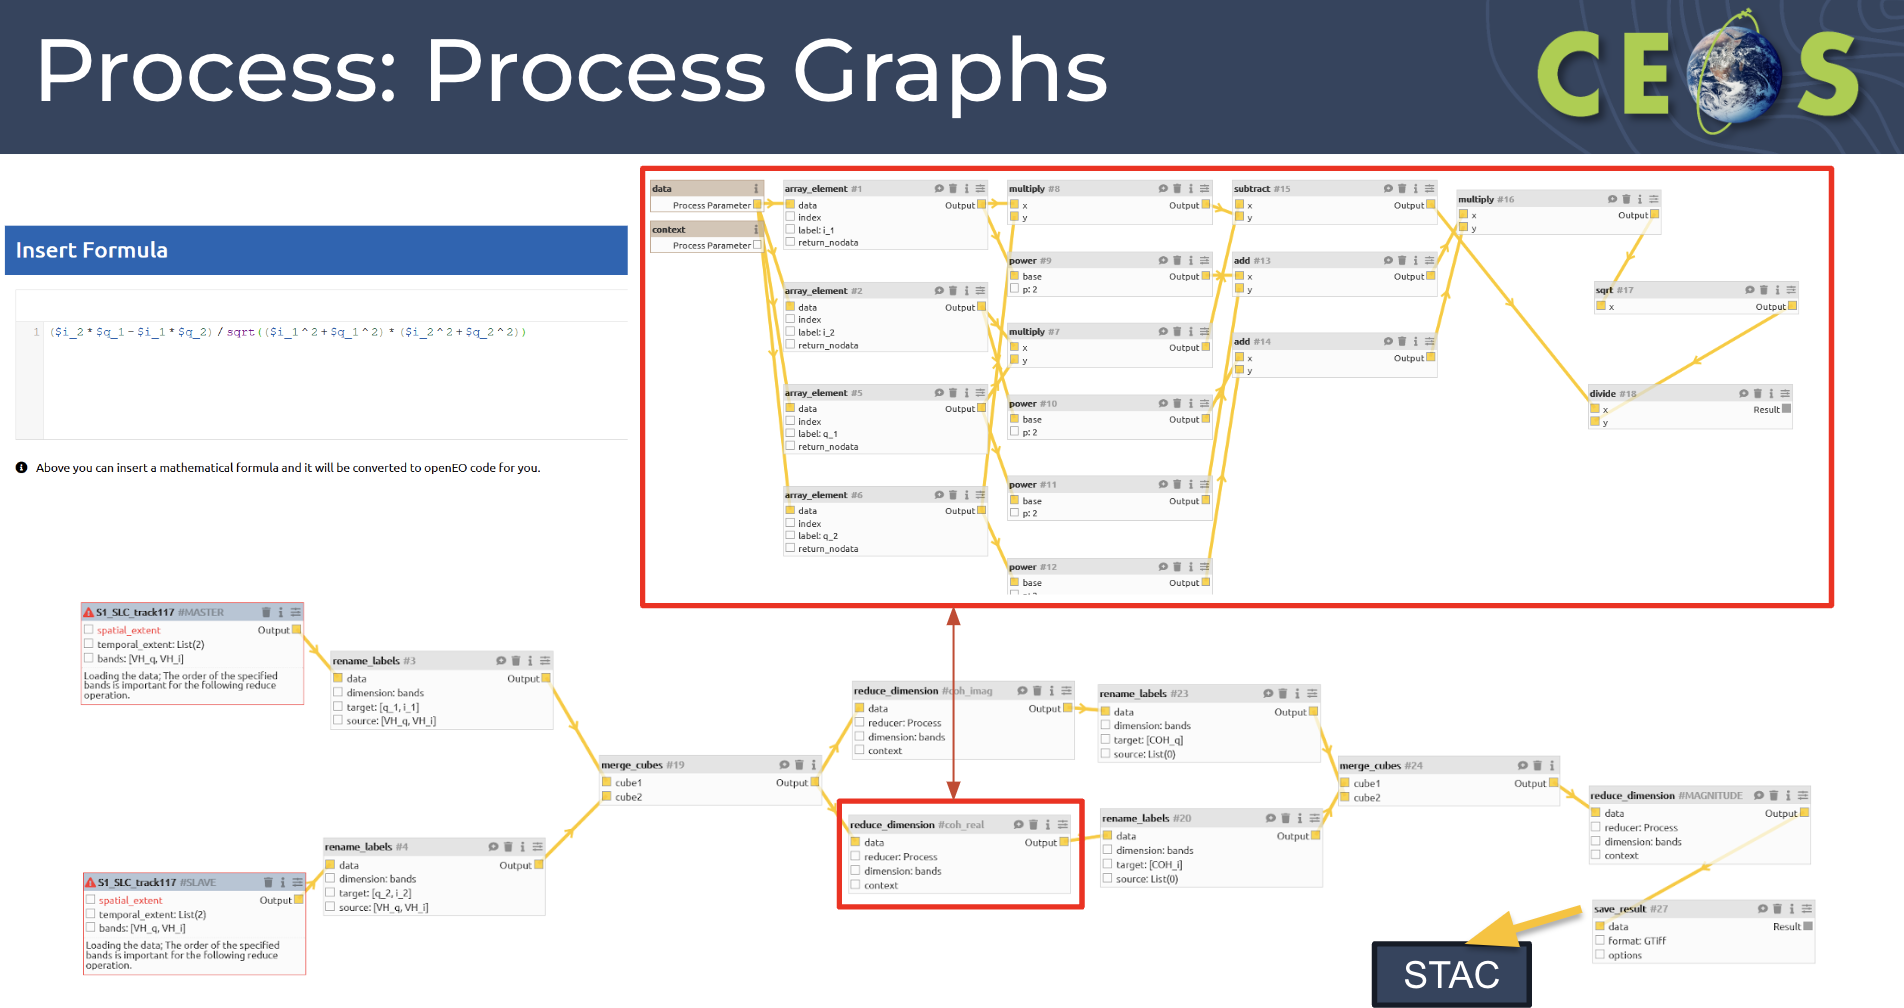 Process: Process Graphs
CEOS
Insert Formula
1 ($i_2*$q_1-$i_1*$q_2)/sqrt(($i_1^2+$q_1^2)*($i_2^2+$q_2^2))
Above you can insert a mathematical formula and it will be converted to openEO code for you.
data
Process Parameter
context
Process Parameter
array_element #1
data Output
index
label: i_1
return_nodata
array_element #2
data Output
index
label: i_2
return_nodata
array_element #5
data Output
index
label: q_1
return_nodata
array_element #6
data Output
index
label: q_2
return_nodata
multiply #8
x Output
y
power #9
base Output
p: 2
multiply #7
x Output
y
power #10
base Output
p: 2
power #11
base Output
p: 2
power #12
base Output
subtract #15
x Output
y
add #13
x Output
y
add #14
x Output
y
multiply #16
x Output
y
sqrt #17
x Output
divide #18
x Result
y
S1_SLC_track117 #MASTER
spatial_extent Output
temporal_extent: List(2)
bands: [VH_q, VH_i]
Loading the data; The order of the specified
bands is important for the following reduce
operation.
rename_labels #3
data Output
dimension: bands
target: [q_1, i_1]
source: [VH_q, VH_i]
S1_SLC_track117 #SLAVE
spatial_extent Output
temporal_extent: List(2)
bands: [VH_q, VH_i]
Loading the data; The order of the specified
bands is important for the following reduce
operation.
rename_labels #4
data Output
dimension: bands
target: [q_2, i_2]
source: [VH_q, VH_i]
merge_cubes #19
cube1 Output
cube2
reduce_dimension #coh_imag
data Output
reducer: Process
dimension: bands
context
reduce_dimension #coh_real
data Output
reducer: Process
dimension: bands
context
rename_labels #23
data Output
dimension: bands
target: [COH_q]
source: List(0)
rename_labels #20
data Output
dimension: bands
target: [COH_i]
source: List(0)
merge_cubes #24
cube1 Output
cube2
reduce_dimension #MAGNITUDE
data Output
reducer: Process
dimension: bands
context
save_result #27
data Result
format: GTiff
options
STAC